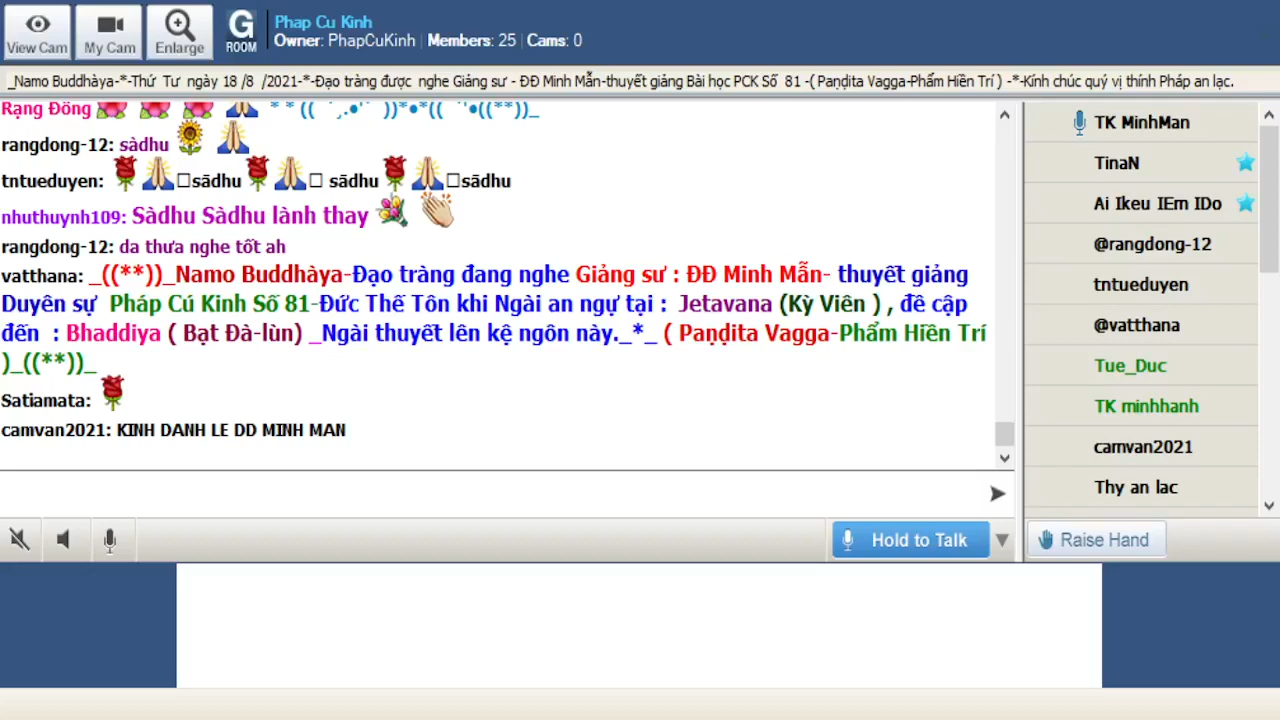 View Cam
My Cam
Enlarge
G
ROOM
Phap Cu Kinh
Owner: PhapCuKinh | Members: 25 | Cams: 0
_Namo Buddhàya-*-Thứ Tư ngày 18 /8 /2021-*-Đạo tràng được nghe Giảng sư - ĐĐ Minh Mẫn-thuyết giảng Bài học PCK Số 81 -( Paṇḍita Vagga-Phẩm Hiền Trí ) -*-Kính chúc quý vị thính Pháp an lạc.
Rạng Đông
rangdong-12: sàdhu
tntueduyen: sādhu sādhu sādhu
nhuthuynh109: Sàdhu Sàdhu lành thay
rangdong-12: da thưa nghe tốt ah
vatthana: _((**))_Namo Buddhàya-Đạo tràng đang nghe Giảng sư : ĐĐ Minh Mẫn- thuyết giảng
Duyên sự Pháp Cú Kinh Số 81-Đức Thế Tôn khi Ngài an ngự tại : Jetavana (Kỳ Viên ) , đề cập
đến : Bhaddiya ( Bạt Đà-lùn) _Ngài thuyết lên kệ ngôn này._*_ ( Paṇḍita Vagga-Phẩm Hiền Trí
)_((**))_
Satiamata:
camvan2021: KINH DANH LE DD MINH MAN
TK MinhMan
TinaN
Ai Ikeu IEm IDo
@rangdong-12
tntueduyen
@vatthana
Tue_Duc
TK minhhanh
camvan2021
Thy an lac
Hold to Talk
Raise Hand